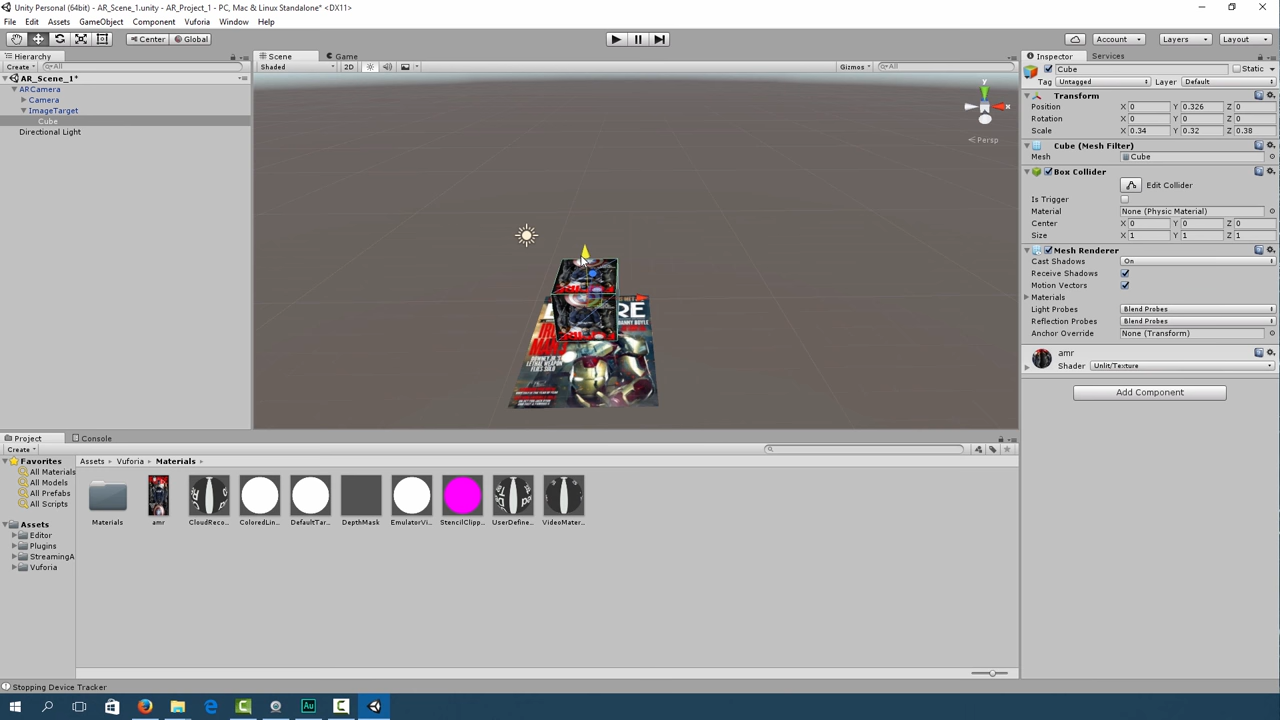 Unity Personal (64bit) - AR_Scene_1.unity - AR_Project_1 - PC, Mac & Linux Standalone* <DX11>
File Edit Assets GameObject Component Vuforia Window Help
Center Global Account Layers Layout
Hierarchy
Create All
AR_Scene_1*
ARCamera
Camera
ImageTarget
Cube
Directional Light
Scene Game
Shaded 2D Gizmos All
y
Persp
Inspector Services
Cube Static
Tag Untagged Layer Default
Transform
Position X 0 Y 0.326 Z 0
Rotation X 0 Y 0 Z 0
Scale X 0.34 Y 0.32 Z 0.38
Cube (Mesh Filter)
Mesh Cube
Box Collider
Edit Collider
Is Trigger
Material None (Physic Material)
Center X 0 Y 0 Z 0
Size X 1 Y 1 Z 1
Mesh Renderer
Cast Shadows On
Receive Shadows
Motion Vectors
Materials
Light Probes Blend Probes
Reflection Probes Blend Probes
Anchor Override None (Transform)
amr
Shader Unlit/Texture
Add Component
Project Console
Create
Favorites
All Materials
All Models
All Prefabs
All Scripts
Assets
Editor
Plugins
StreamingA
Vuforia
Assets Vuforia Materials
Materials amr CloudReco... ColoredLin... DefaultTar... DepthMask EmulatorVi... StencilClipp... UserDefine... VideoMater...
Stopping Device Tracker
Au